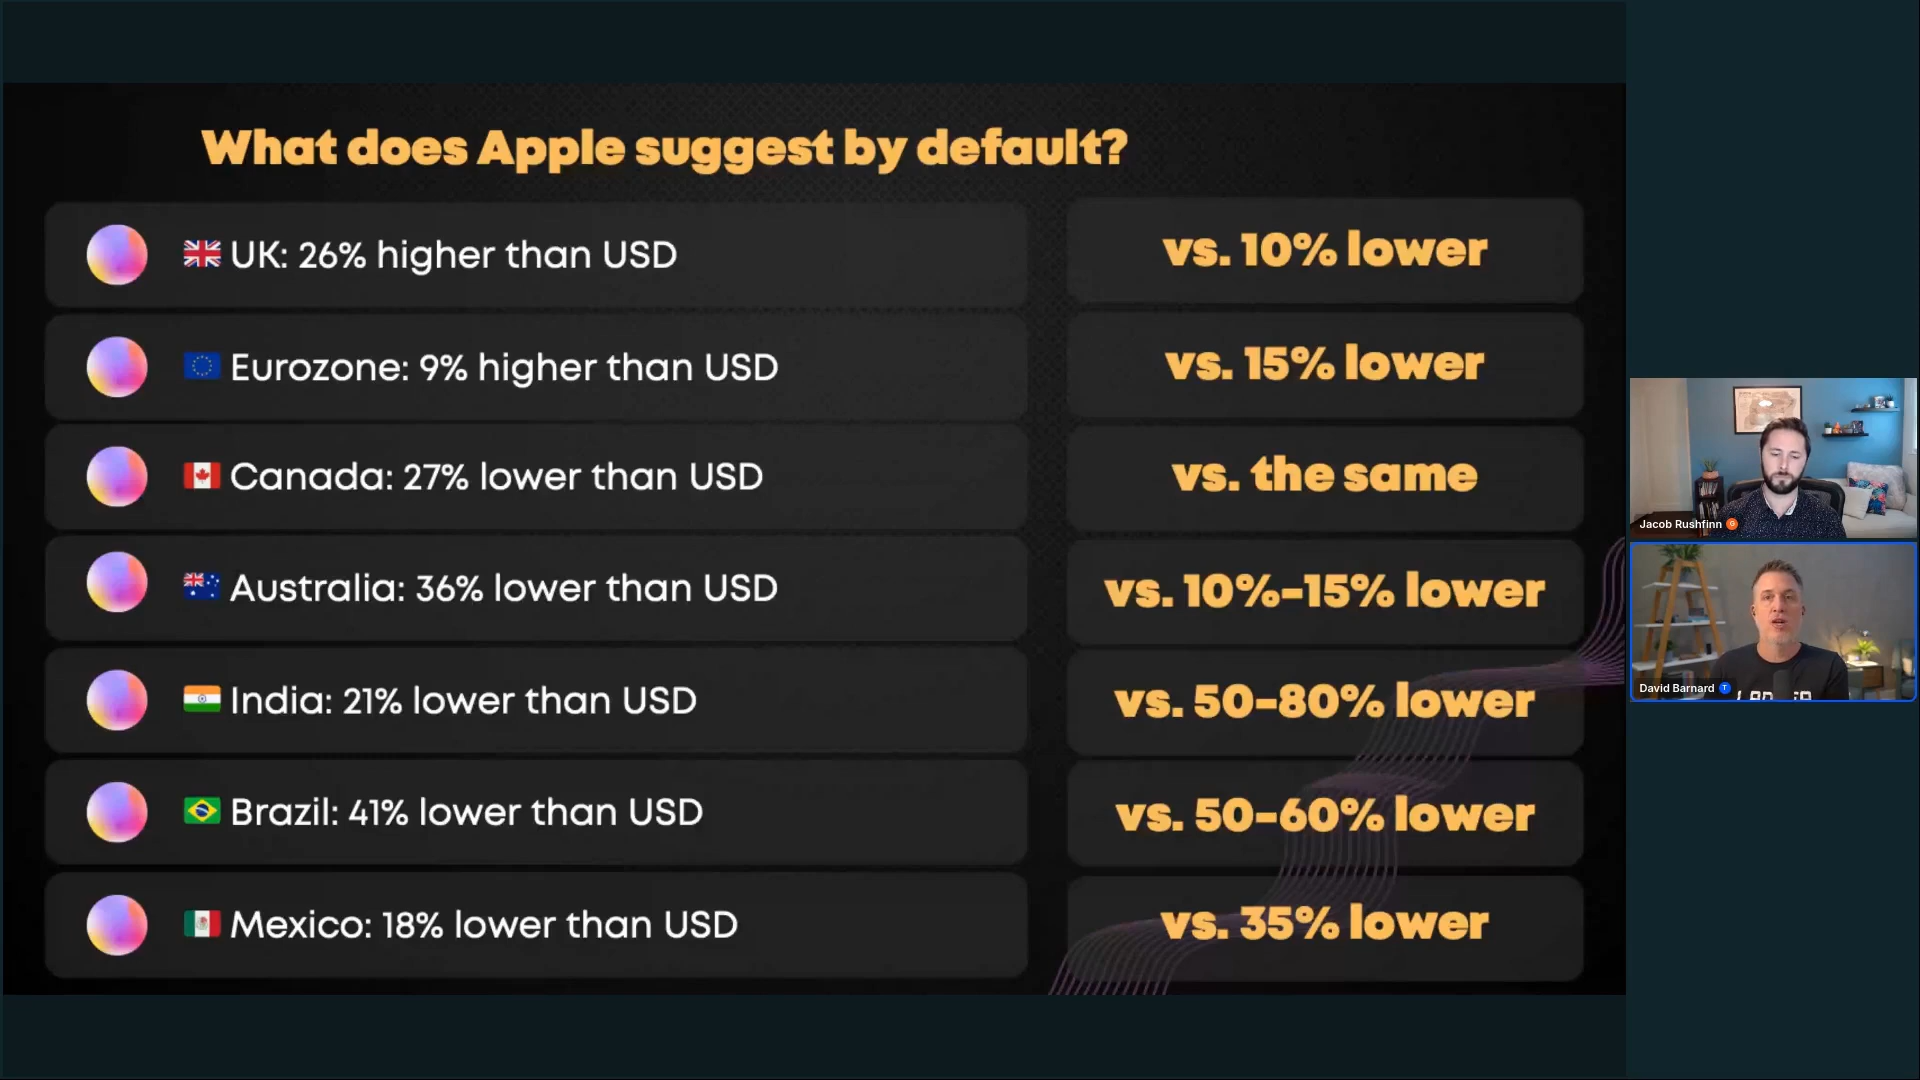 What does Apple suggest by default?
UK: 26% higher than USD
vs. 10% lower
Eurozone: 9% higher than USD
vs. 15% lower
Canada: 27% lower than USD
vs. the same
Australia: 36% lower than USD
vs. 10%-15% lower
India: 21% lower than USD
vs. 50-80% lower
Brazil: 41% lower than USD
vs. 50-60% lower
Mexico: 18% lower than USD
vs. 35% lower
Jacob Rushfinn
David Barnard